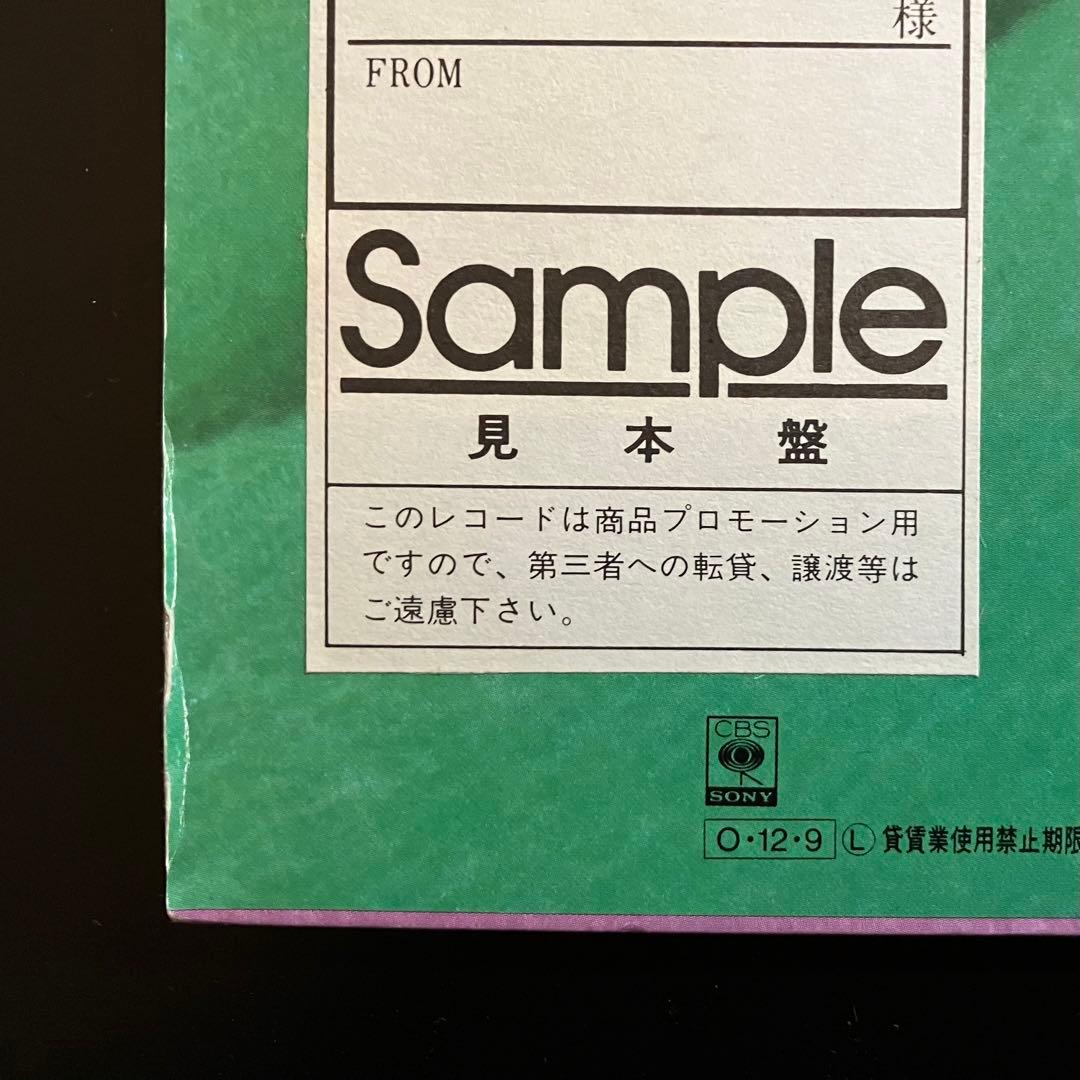 様
FROM
Sample
見本盤
このレコードは商品プロモーション用
ですので、第三者への転貸、譲渡等は
ご遠慮下さい。
CBS
SONY
O・12・9 Ⓛ 貸賃業使用禁止期限